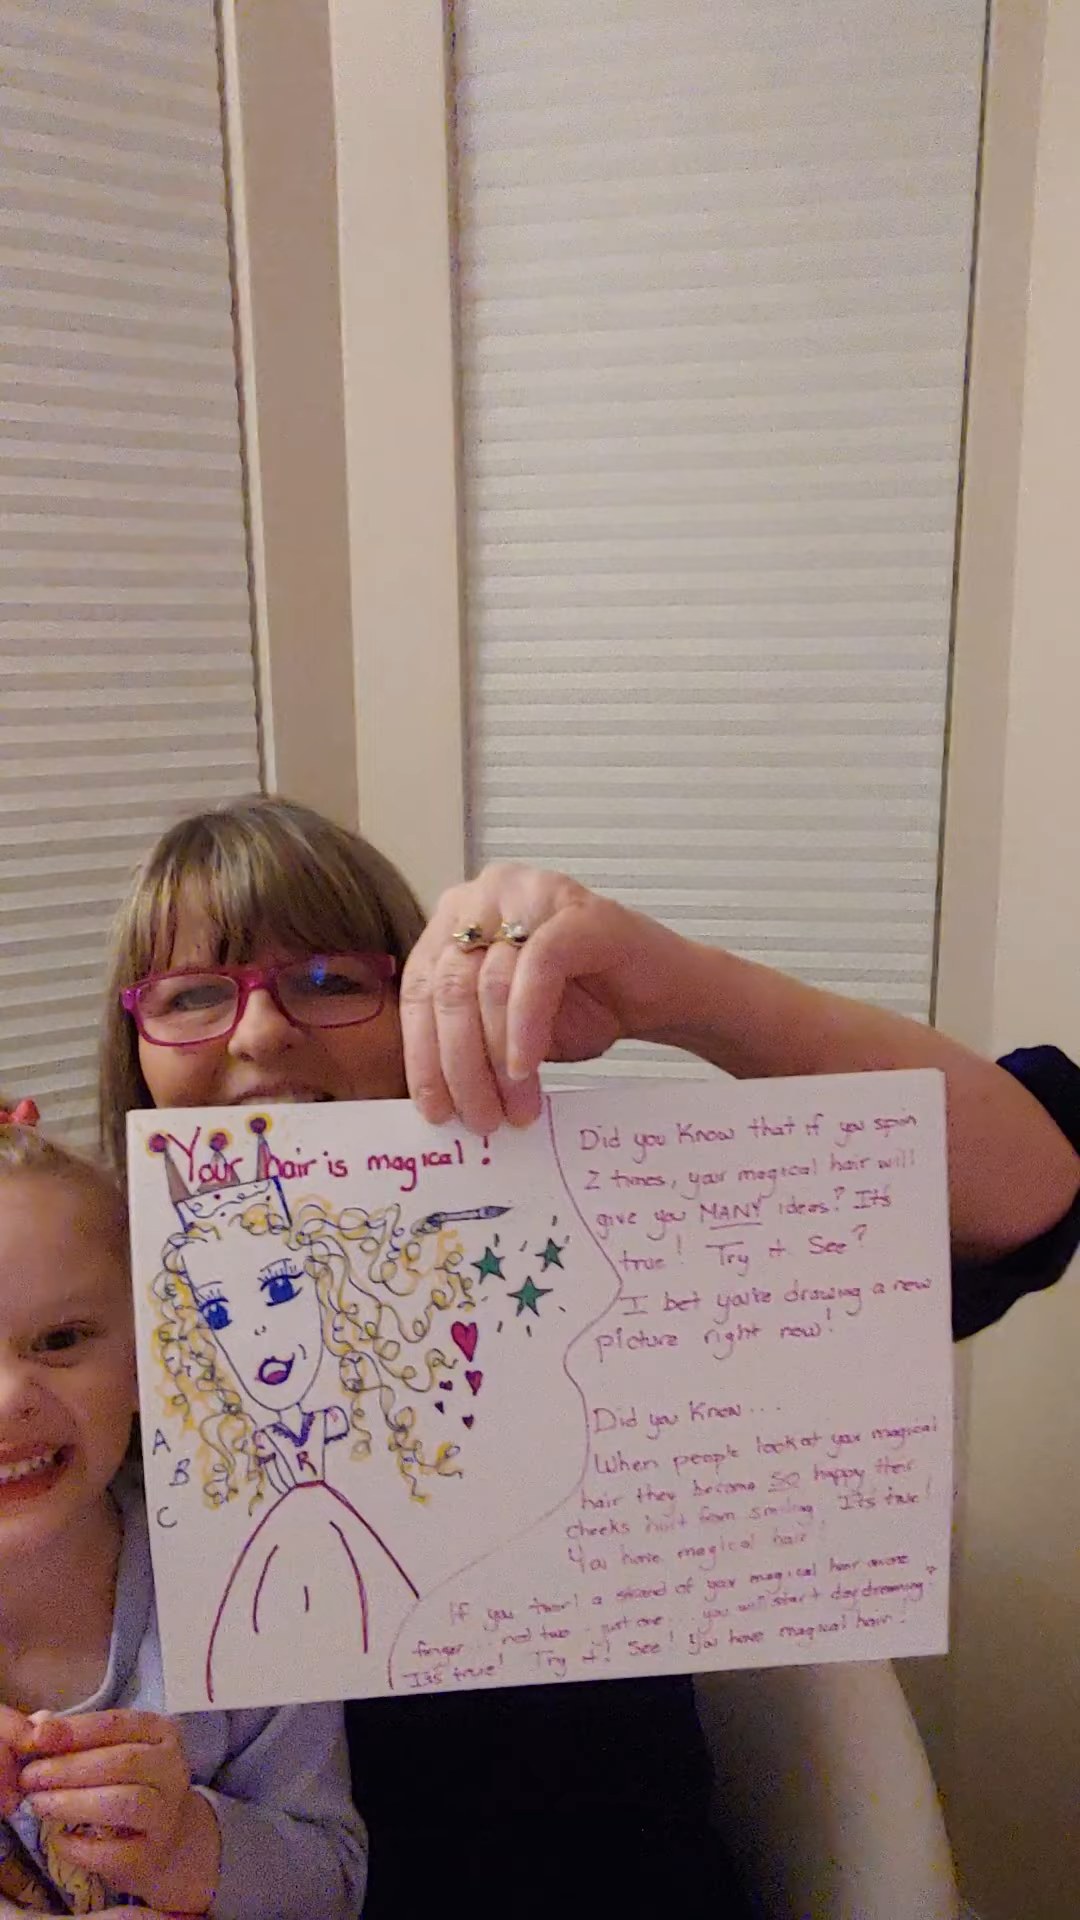 Your hair is magical!
A
B
C
R
Did you Know that if you spin
2 times, your magical hair will
give you MANY ideas? It's
true! Try it See?
I bet you're drawing a new
picture right now!
Did you Know...
When people look at your magical
hair they become SO happy their
cheeks hurt from smiling. It's true!
You have magical hair!
If you twirl a strand of your magical hair around
finger... not two... just one... you will start daydreaming?
It's true! Try it! See! You have magical hair!